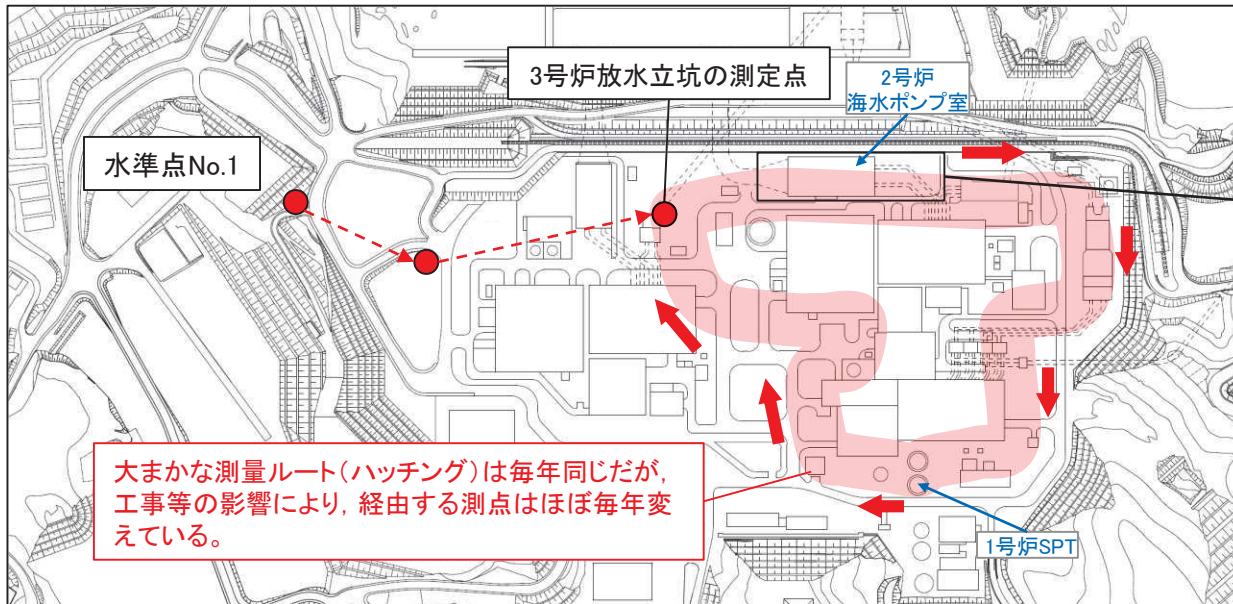 3号炉放水立坑の測定点
2号炉
海水ポンプ室
水準点No.1
大まかな測量ルート(ハッチング)は毎年同じだが,
工事等の影響により, 経由する測点はほぼ毎年変
えている。
1号炉SPT